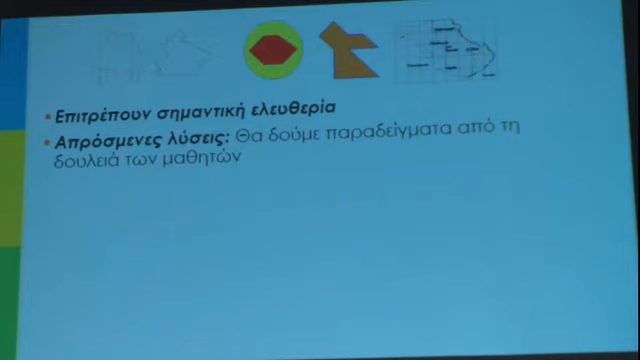 Επιτρέπουν σημαντική ελευθερία
Απρόσμενες λύσεις: Θα δούμε παραδείγματα από τη
δουλειά των μαθητών